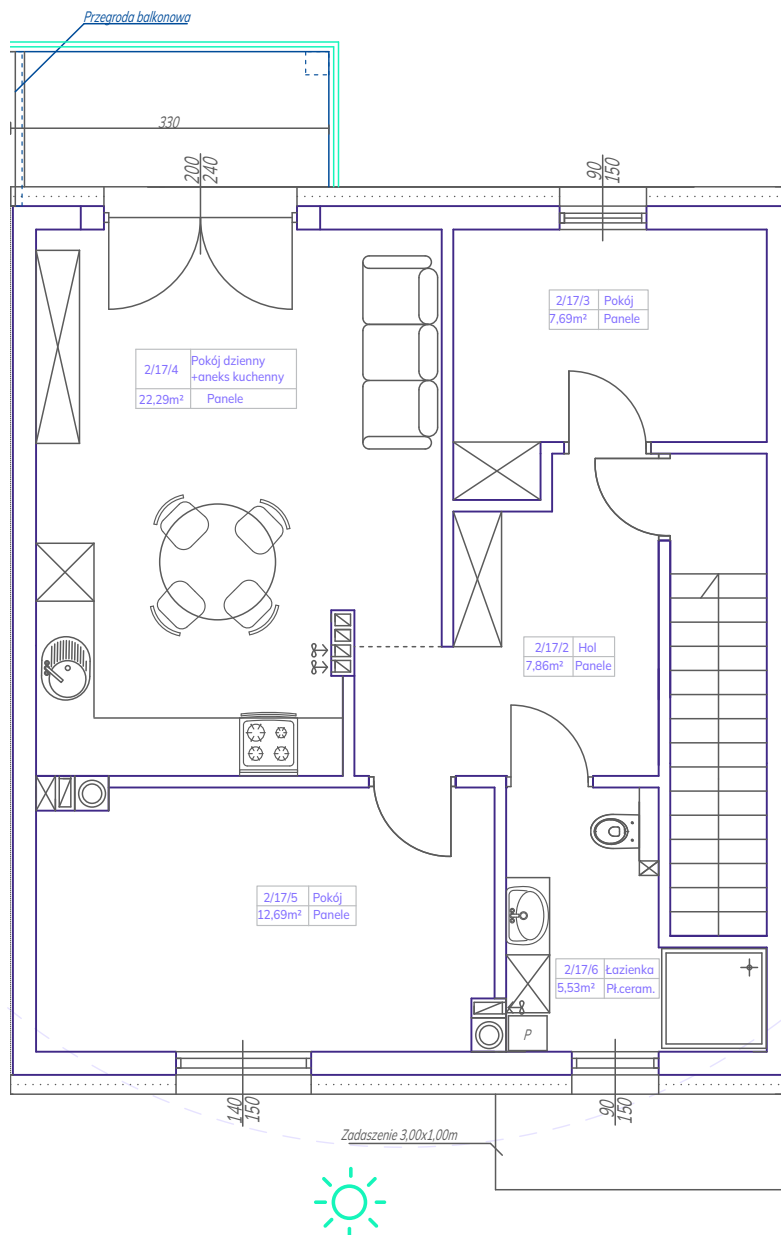 Przegroda balkonowa
330
200
240
90
150
2/17/3 Pokój
7,69m² Panele
2/17/4 Pokój dzienny
+aneks kuchenny
22,29m² Panele
2/17/2 Hol
7,86m² Panele
2/17/5 Pokój
12,69m² Panele
2/17/6 Łazienka
5,53m² Pł.ceram.
P
140
150
90
150
Zadaszenie 3,00x1,00m